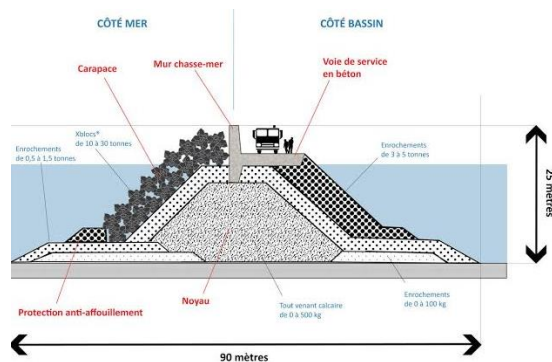 CÔTÉ MER
CÔTÉ BASSIN
Mur chasse-mer
Voie de service
en béton
Carapace
Xblocs®
de 10 à 30 tonnes
Enrochements
de 0,5 à 1,5 tonnes
Enrochements
de 3 à 5 tonnes
25 mètres
Protection anti-affouillement
Noyau
Tout venant calcaire
de 0 à 500 kg
Enrochements
de 0 à 100 kg
90 mètres